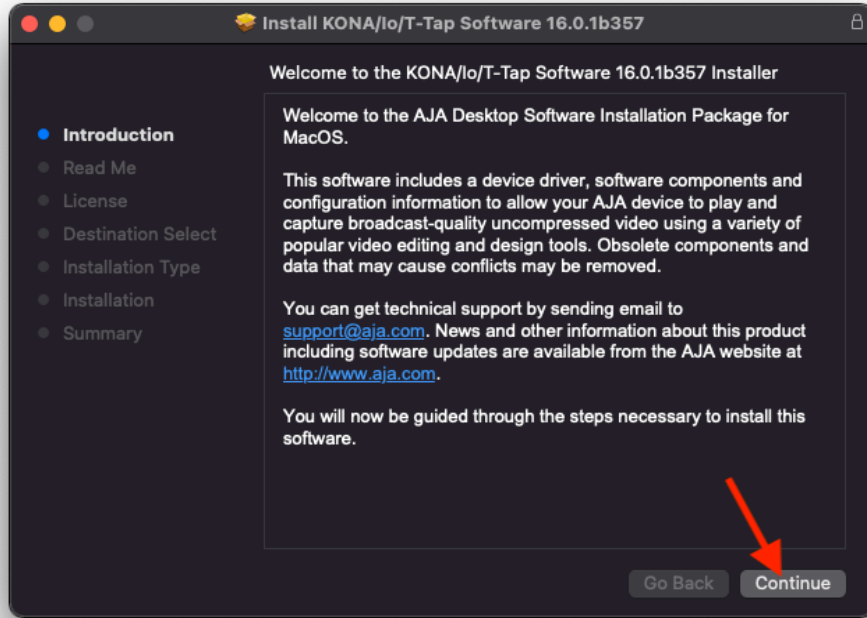 Install KONA/Io/T-Tap Software 16.0.1b357
Welcome to the KONA/Io/T-Tap Software 16.0.1b357 Installer
Introduction
Read Me
License
Destination Select
Installation Type
Installation
Summary
Welcome to the AJA Desktop Software Installation Package for
MacOS.
This software includes a device driver, software components and
configuration information to allow your AJA device to play and
capture broadcast-quality uncompressed video using a variety of
popular video editing and design tools. Obsolete components and
data that may cause conflicts may be removed.
You can get technical support by sending email to
support@aja.com. News and other information about this product
including software updates are available from the AJA website at
http://www.aja.com.
You will now be guided through the steps necessary to install this
software.
Go Back
Continue